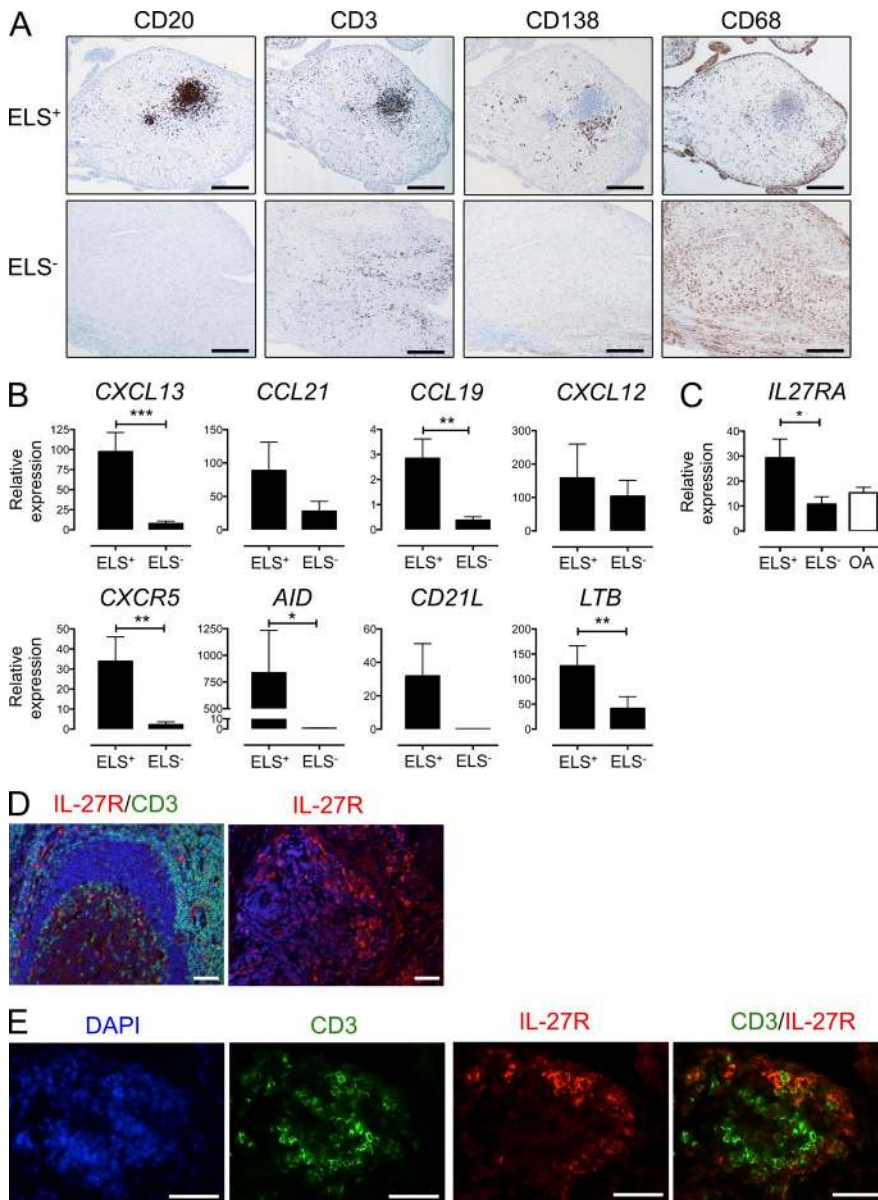 A
CD20 CD3 CD138 CD68
ELS⁺
ELS⁻
B
CXCL13 CCL21 CCL19 CXCL12
*** **
Relative expression
125 100 75 50 25 0
150 100 50 0
4 3 2 1 0
300 200 100 0
ELS⁺ ELS⁻ ELS⁺ ELS⁻ ELS⁺ ELS⁻ ELS⁺ ELS⁻
C
IL27RA
*
Relative expression
40 30 20 10 0
ELS⁺ ELS⁻ OA
CXCR5 AID CD21L LTB
** * **
Relative expression
50 40 30 20 10 0
1250 1000 750 500 10 0
60 40 20 0
200 150 100 50 0
ELS⁺ ELS⁻ ELS⁺ ELS⁻ ELS⁺ ELS⁻ ELS⁺ ELS⁻
D
IL-27R/CD3 IL-27R
E
DAPI CD3 IL-27R CD3/IL-27R